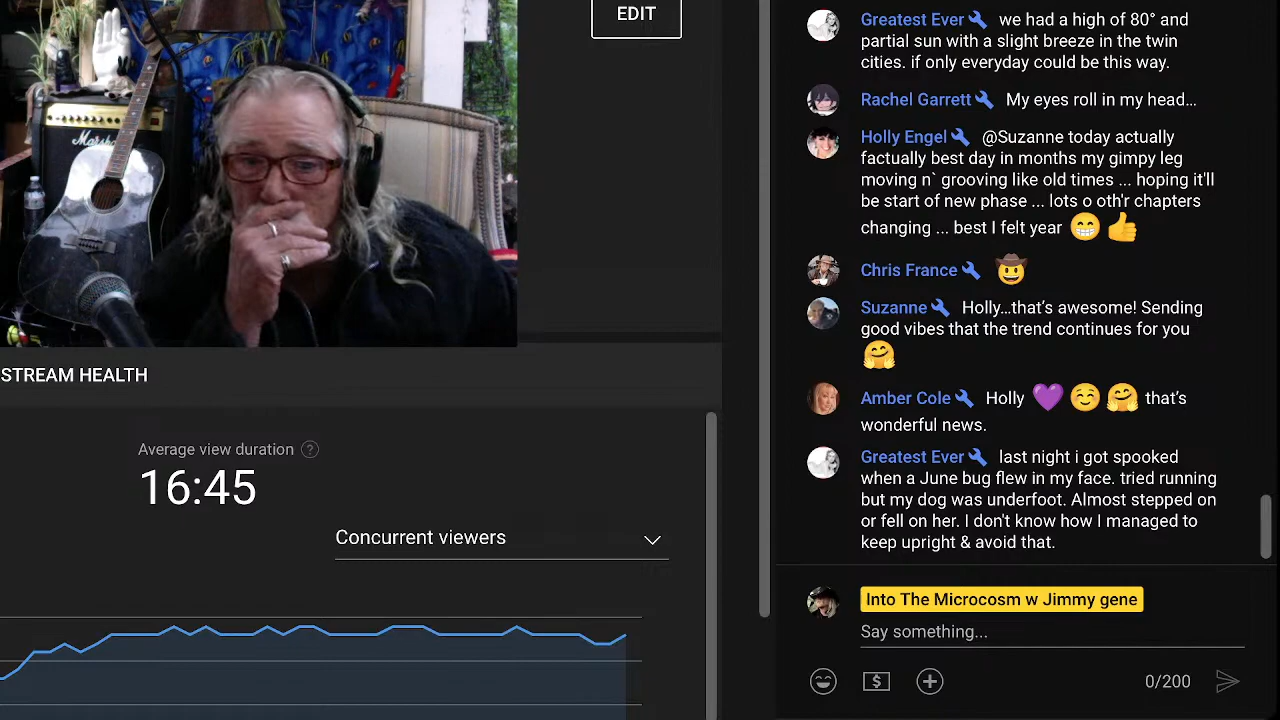 EDIT
Marshall
STREAM HEALTH
Average view duration ?
16:45
Concurrent viewers
Greatest Ever we had a high of 80° and
partial sun with a slight breeze in the twin
cities. if only everyday could be this way.
Rachel Garrett My eyes roll in my head...
Holly Engel @Suzanne today actually
factually best day in months my gimpy leg
moving n` grooving like old times ... hoping it'll
be start of new phase ... lots o oth'r chapters
changing ... best I felt year 😁👍
Chris France 🤠
Suzanne Holly...that’s awesome! Sending
good vibes that the trend continues for you
🤗
Amber Cole Holly 💜☺️🤗 that’s
wonderful news.
Greatest Ever last night i got spooked
when a June bug flew in my face. tried running
but my dog was underfoot. Almost stepped on
or fell on her. I don't know how I managed to
keep upright & avoid that.
Into The Microcosm w Jimmy gene
Say something...
$
0/200